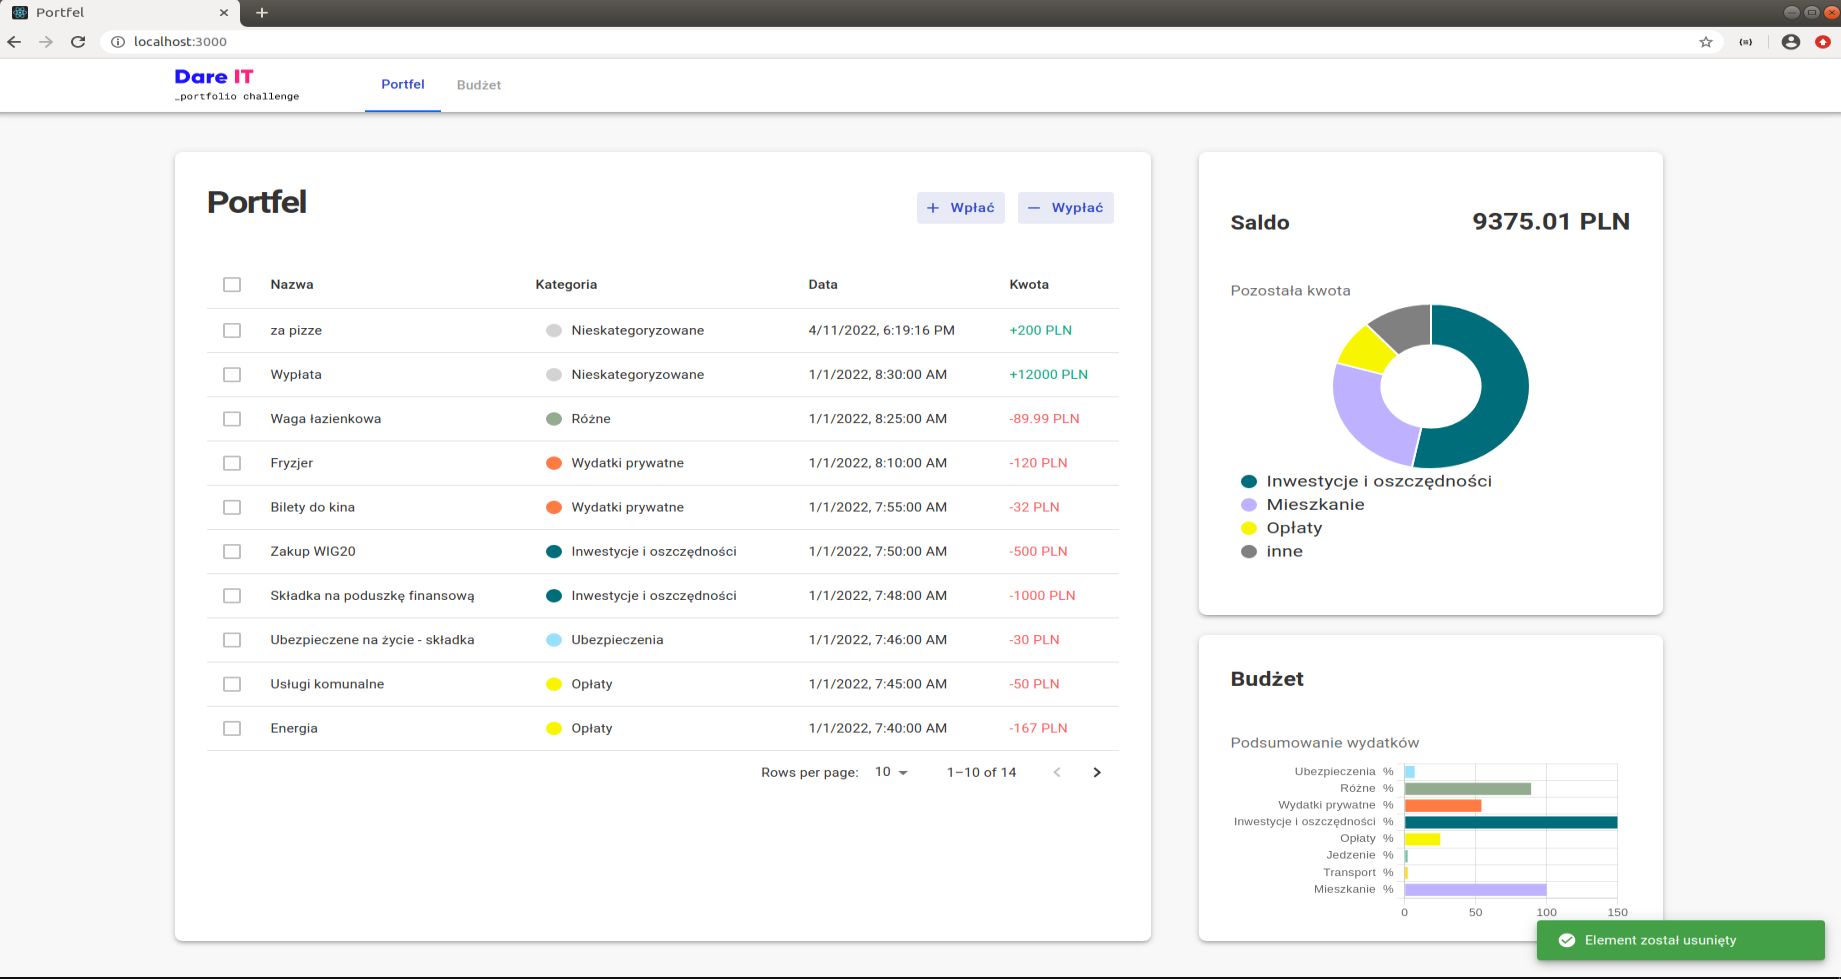 Portfel
localhost:3000
Dare IT
_portfolio challenge
Portfel
Budżet
Portfel
Wpłać
Wypłać
Nazwa Kategoria Data Kwota
za pizze Nieskategoryzowane 4/11/2022, 6:19:16 PM +200 PLN
Wypłata Nieskategoryzowane 1/1/2022, 8:30:00 AM +12000 PLN
Waga łazienkowa Różne 1/1/2022, 8:25:00 AM -89.99 PLN
Fryzjer Wydatki prywatne 1/1/2022, 8:10:00 AM -120 PLN
Bilety do kina Wydatki prywatne 1/1/2022, 7:55:00 AM -32 PLN
Zakup WIG20 Inwestycje i oszczędności 1/1/2022, 7:50:00 AM -500 PLN
Składka na poduszkę finansową Inwestycje i oszczędności 1/1/2022, 7:48:00 AM -1000 PLN
Ubezpieczene na życie - składka Ubezpieczenia 1/1/2022, 7:46:00 AM -30 PLN
Usługi komunalne Opłaty 1/1/2022, 7:45:00 AM -50 PLN
Energia Opłaty 1/1/2022, 7:40:00 AM -167 PLN
Rows per page: 10 1–10 of 14
Saldo 9375.01 PLN
Pozostała kwota
Inwestycje i oszczędności
Mieszkanie
Opłaty
inne
Budżet
Podsumowanie wydatków
Ubezpieczenia %
Różne %
Wydatki prywatne %
Inwestycje i oszczędności %
Opłaty %
Jedzenie %
Transport %
Mieszkanie %
0 50 100 150
Element został usunięty